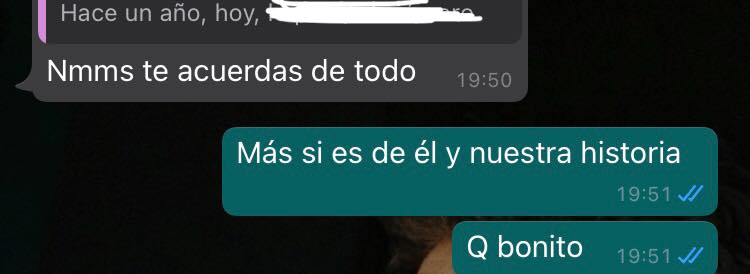 Hace un año, hoy,
Nmms te acuerdas de todo
19:50
Más si es de él y nuestra historia
19:51
Q bonito
19:51